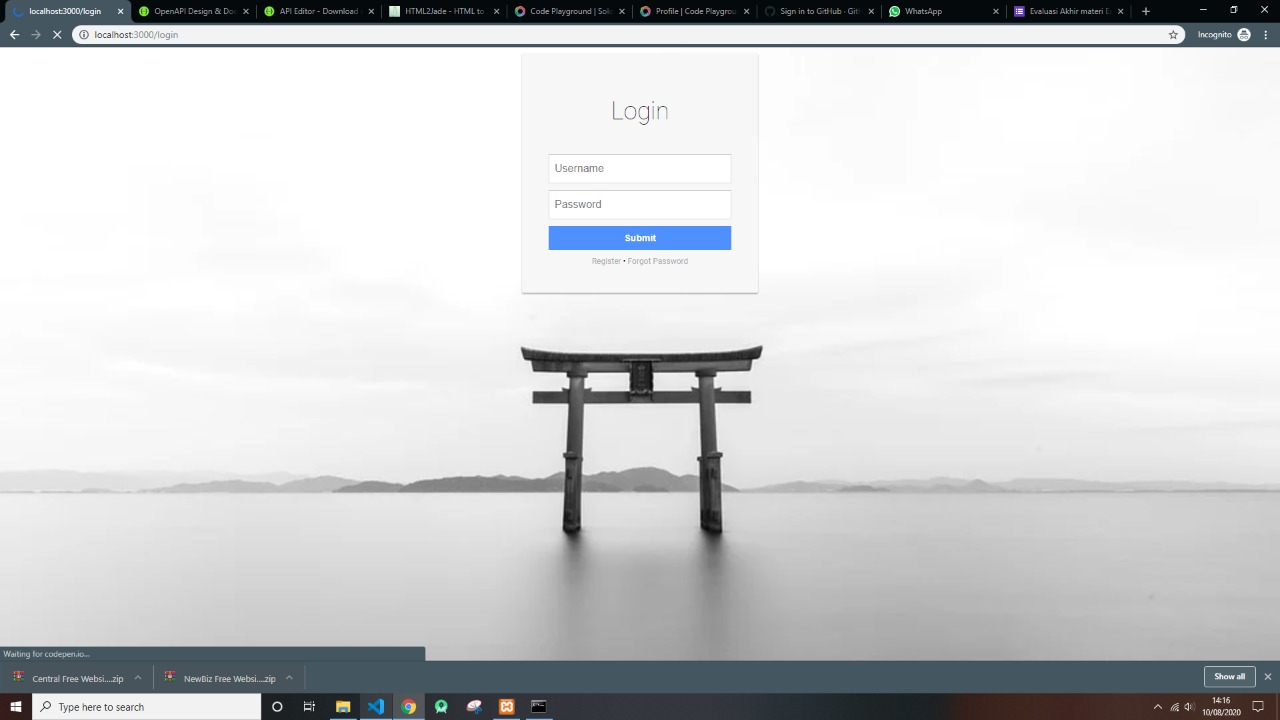 localhost:3000/login
OpenAPI Design & Do
API Editor - Download
HTML2Jade - HTML to
Code Playground | Solo
Profile | Code Playgrou
Sign in to GitHub · Git
WhatsApp
Evaluasi Akhir materi E
localhost:3000/login
Incognito
Login
Username
Password
Submit
Register • Forgot Password
Waiting for codepen.io...
Central Free Websi....zip
NewBiz Free Websi....zip
Show all
Type here to search
14:16
10/08/2020